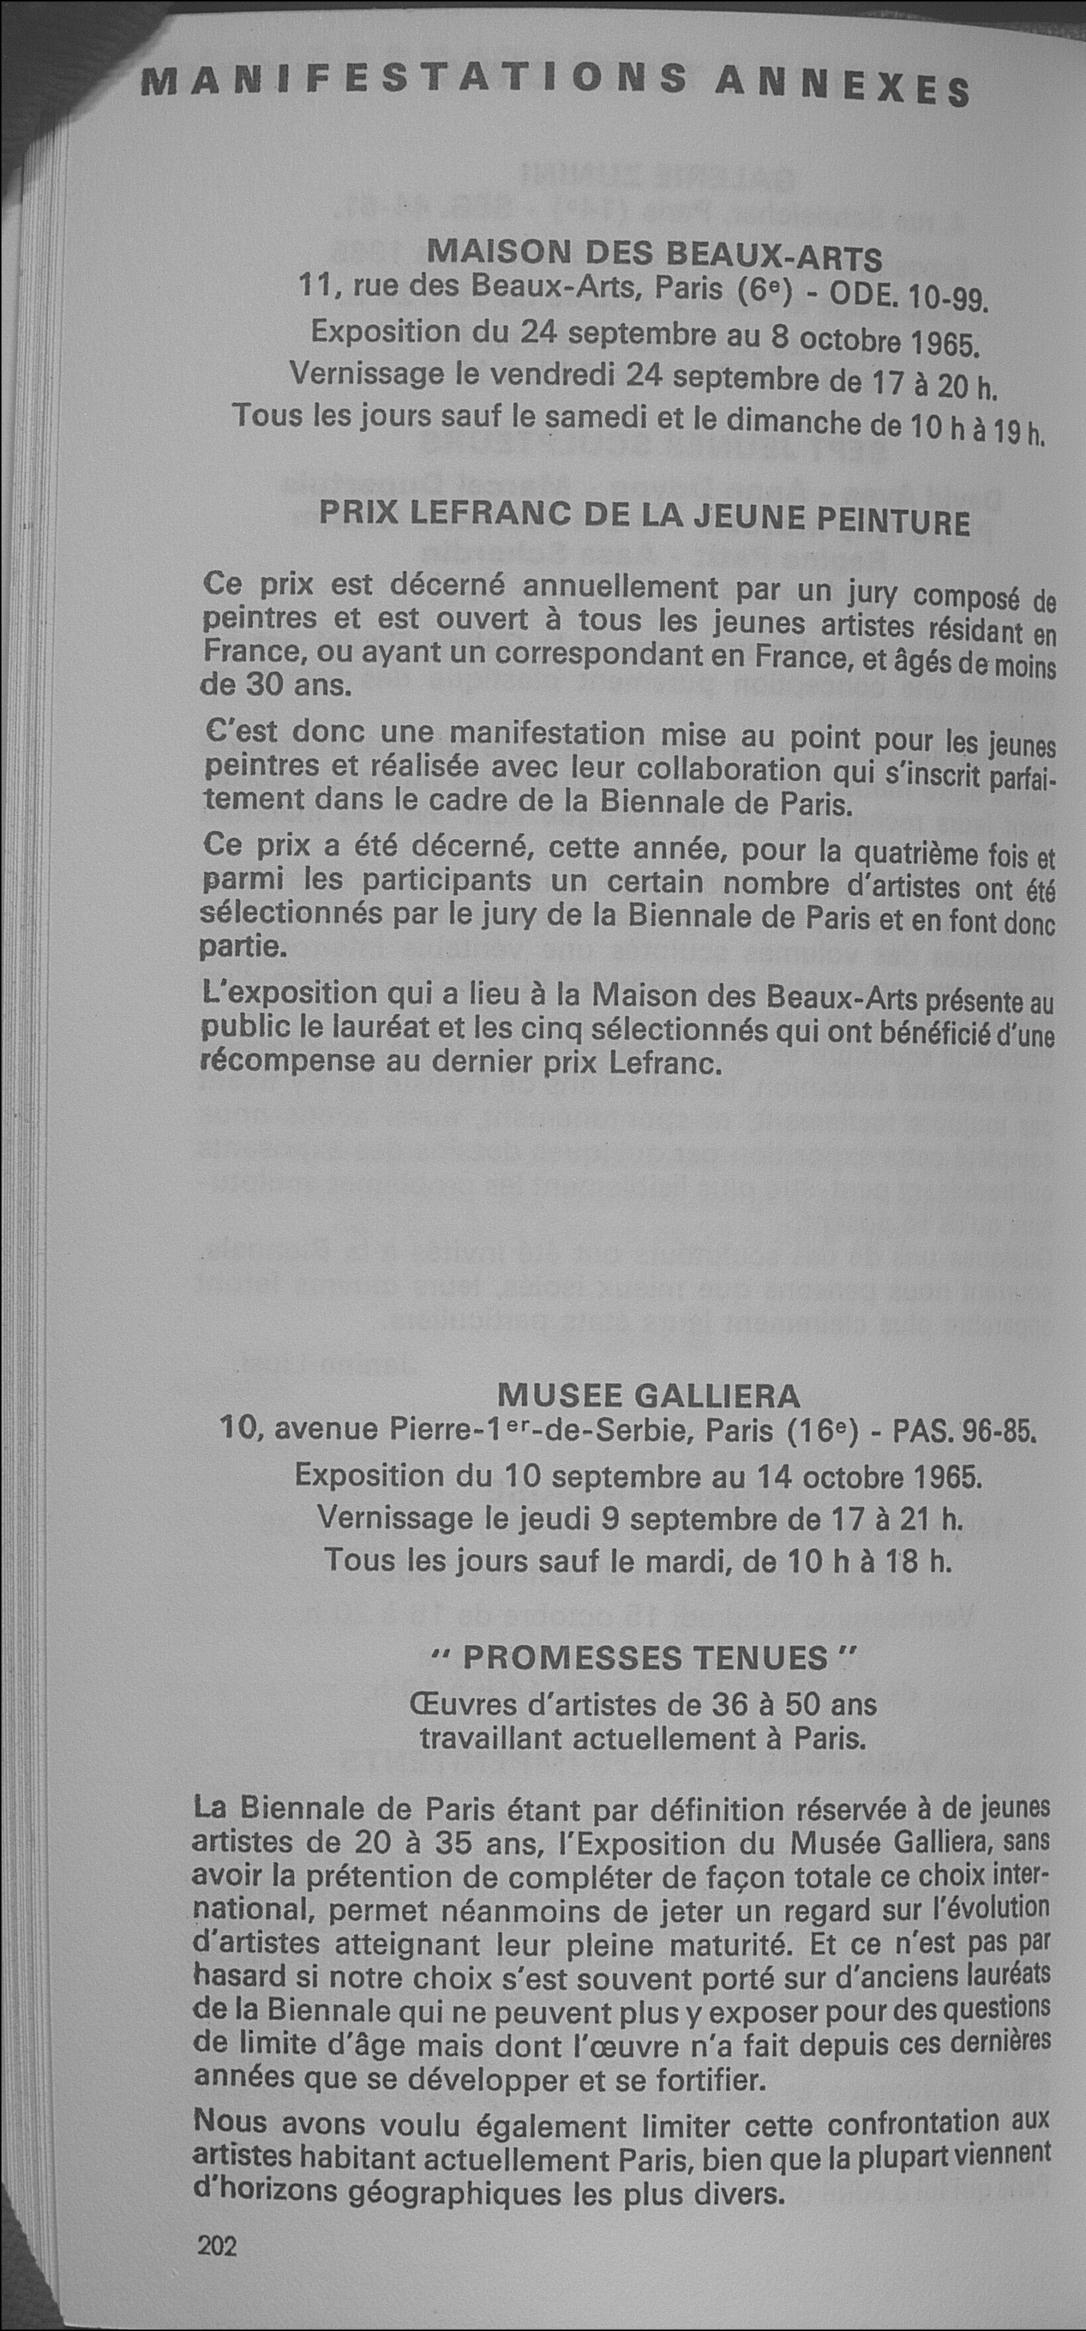 MANIFESTATIONS ANNEXES
MAISON DES BEAUX-ARTS
11, rue des Beaux-Arts, Paris (6e) - ODE. 10-99.
Exposition du 24 septembre au 8 octobre 1965.
Vernissage le vendredi 24 septembre de 17 à 20 h.
Tous les jours sauf le samedi et le dimanche de 10 h à 19 h.
PRIX LEFRANC DE LA JEUNE PEINTURE
Ce prix est décerné annuellement par un jury composé de
peintres et est ouvert à tous les jeunes artistes résidant en
France, ou ayant un correspondant en France, et âgés de moins
de 30 ans.
C'est donc une manifestation mise au point pour les jeunes
peintres et réalisée avec leur collaboration qui s'inscrit parfai-
tement dans le cadre de la Biennale de Paris.
Ce prix a été décerné, cette année, pour la quatrième fois et
parmi les participants un certain nombre d'artistes ont été
sélectionnés par le jury de la Biennale de Paris et en font donc
partie.
L'exposition qui a lieu à la Maison des Beaux-Arts présente au
public le lauréat et les cinq sélectionnés qui ont bénéficié d'une
récompense au dernier prix Lefranc.
MUSEE GALLIERA
10, avenue Pierre-1er-de-Serbie, Paris (16e) - PAS. 96-85.
Exposition du 10 septembre au 14 octobre 1965.
Vernissage le jeudi 9 septembre de 17 à 21 h.
Tous les jours sauf le mardi, de 10 h à 18 h.
" PROMESSES TENUES "
Œuvres d'artistes de 36 à 50 ans
travaillant actuellement à Paris.
La Biennale de Paris étant par définition réservée à de jeunes
artistes de 20 à 35 ans, l'Exposition du Musée Galliera, sans
avoir la prétention de compléter de façon totale ce choix inter-
national, permet néanmoins de jeter un regard sur l'évolution
d'artistes atteignant leur pleine maturité. Et ce n'est pas par
hasard si notre choix s'est souvent porté sur d'anciens lauréats
de la Biennale qui ne peuvent plus y exposer pour des questions
de limite d'âge mais dont l'œuvre n'a fait depuis ces dernières
années que se développer et se fortifier.
Nous avons voulu également limiter cette confrontation aux
artistes habitant actuellement Paris, bien que la plupart viennent
d'horizons géographiques les plus divers.
202